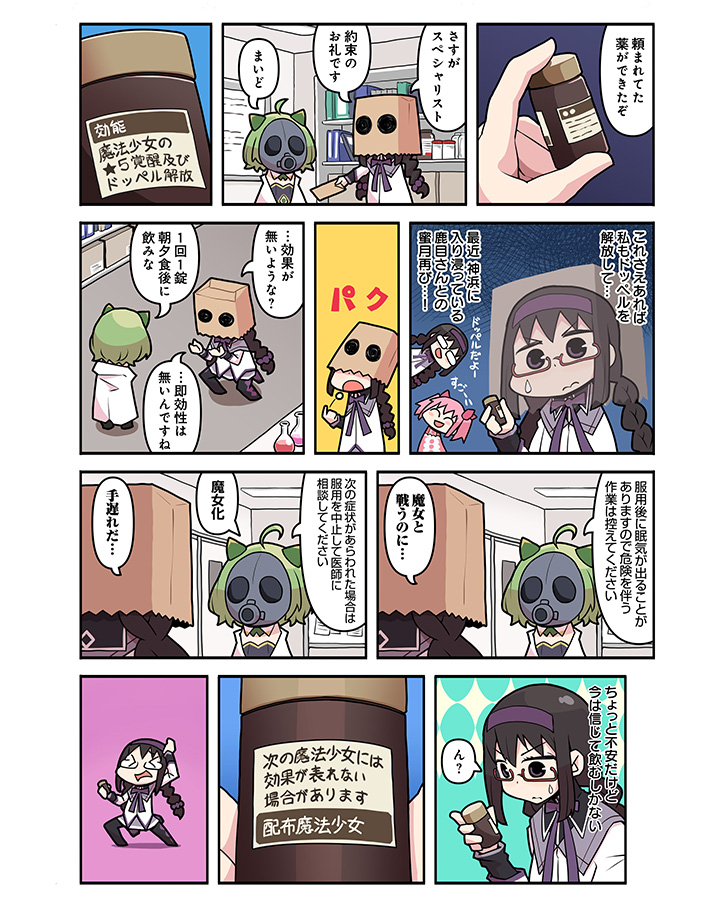 頼まれてた
薬ができたぞ
さすが
スペシャリスト
約束の
お礼です
まいど
効能
魔法少女の
★5覚醒及び
ドッペル解放
これさえあれば
私もドッペルを
解放して…
最近 神浜に
入り浸っている
鹿目さんとの
蜜月再び…！
ドッペルだよー
すごーい
パク
…効果が
無いような？
1回1錠
朝夕食後に
飲みな
…即効性は
無いんですね
服用後に眠気が出ることが
ありますので危険を伴う
作業は控えてください
魔女と
戦うのに…
次の症状があらわれた場合は
服用を中止して医師に
相談してください
魔女化
手遅れだ…
ちょっと不安だけど
今は信じて飲むしかない
ん？
次の魔法少女には
効果が表れない
場合があります
配布魔法少女